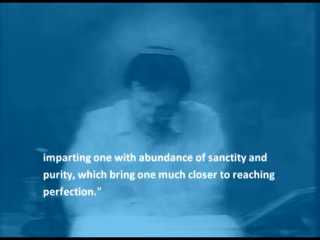 imparting one with abundance of sanctity and
purity, which bring one much closer to reaching
perfection."